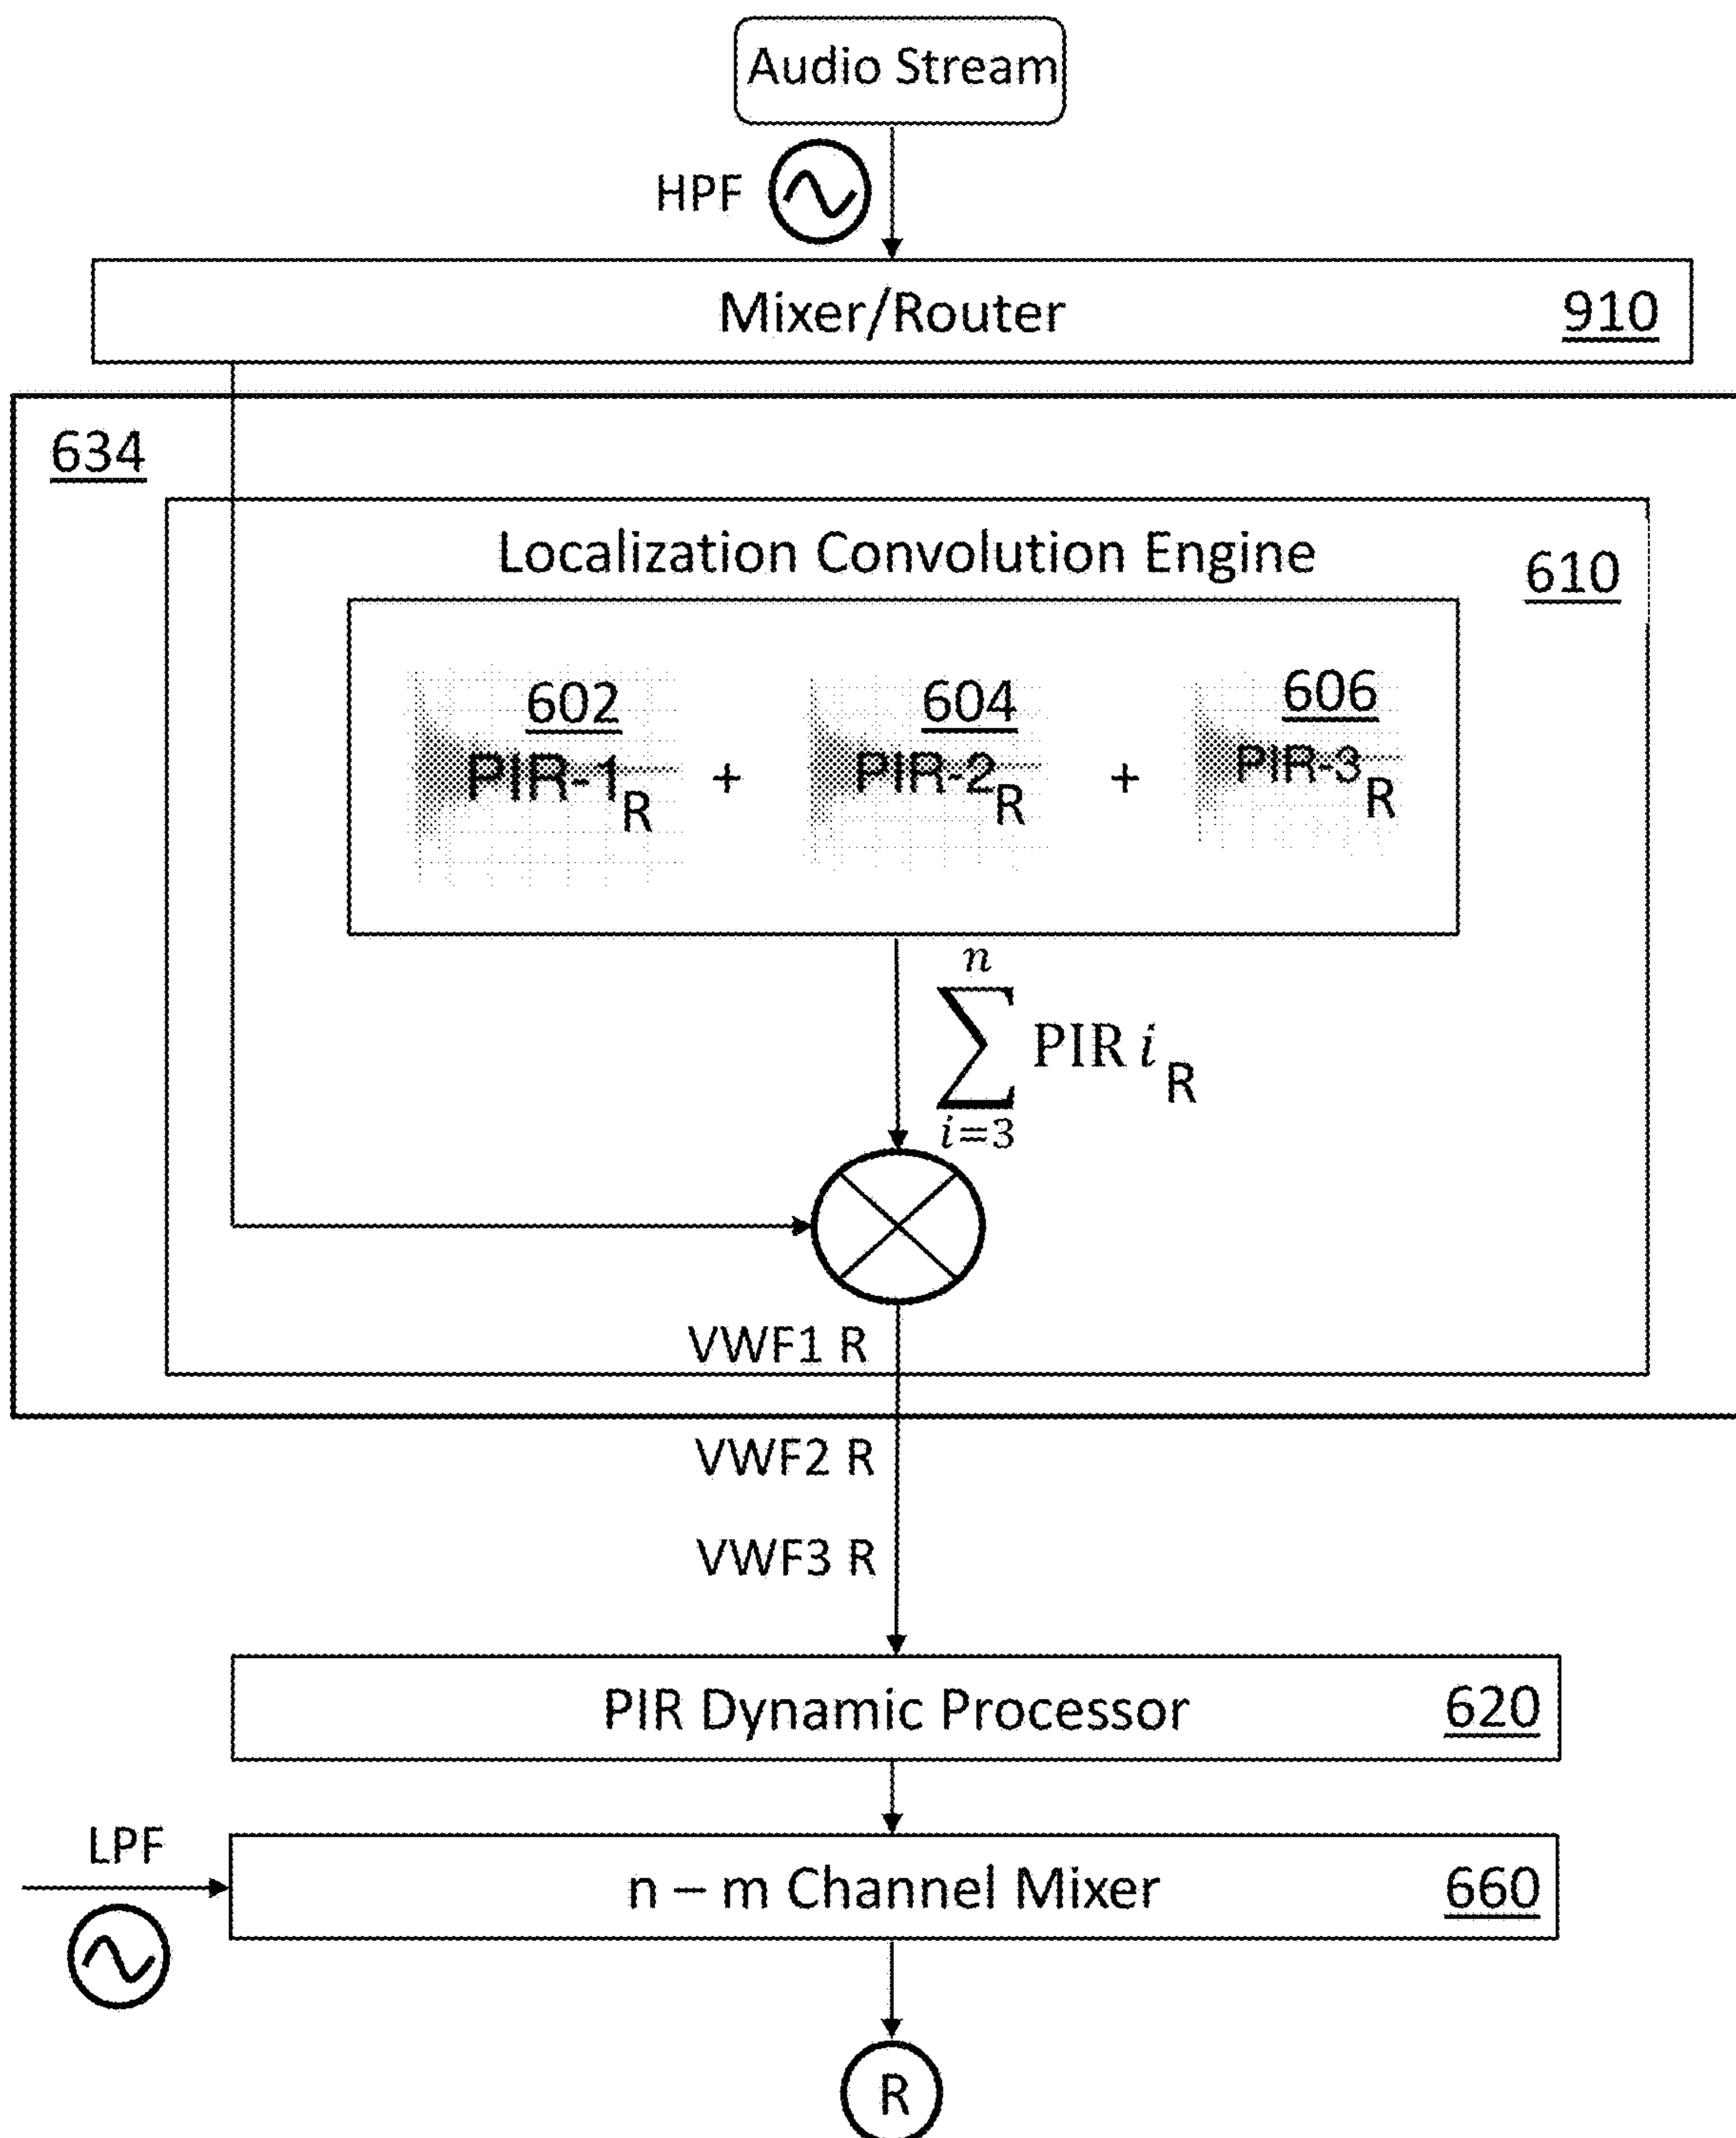 Audio Stream
HPF
Mixer/Router 910
634
Localization Convolution Engine 610
602 604 606
PIR-1R + PIR-2R + PIR-3R
n
∑ PIR iR
i=3
VWF1 R
VWF2 R
VWF3 R
PIR Dynamic Processor 620
LPF
n – m Channel Mixer 660
R